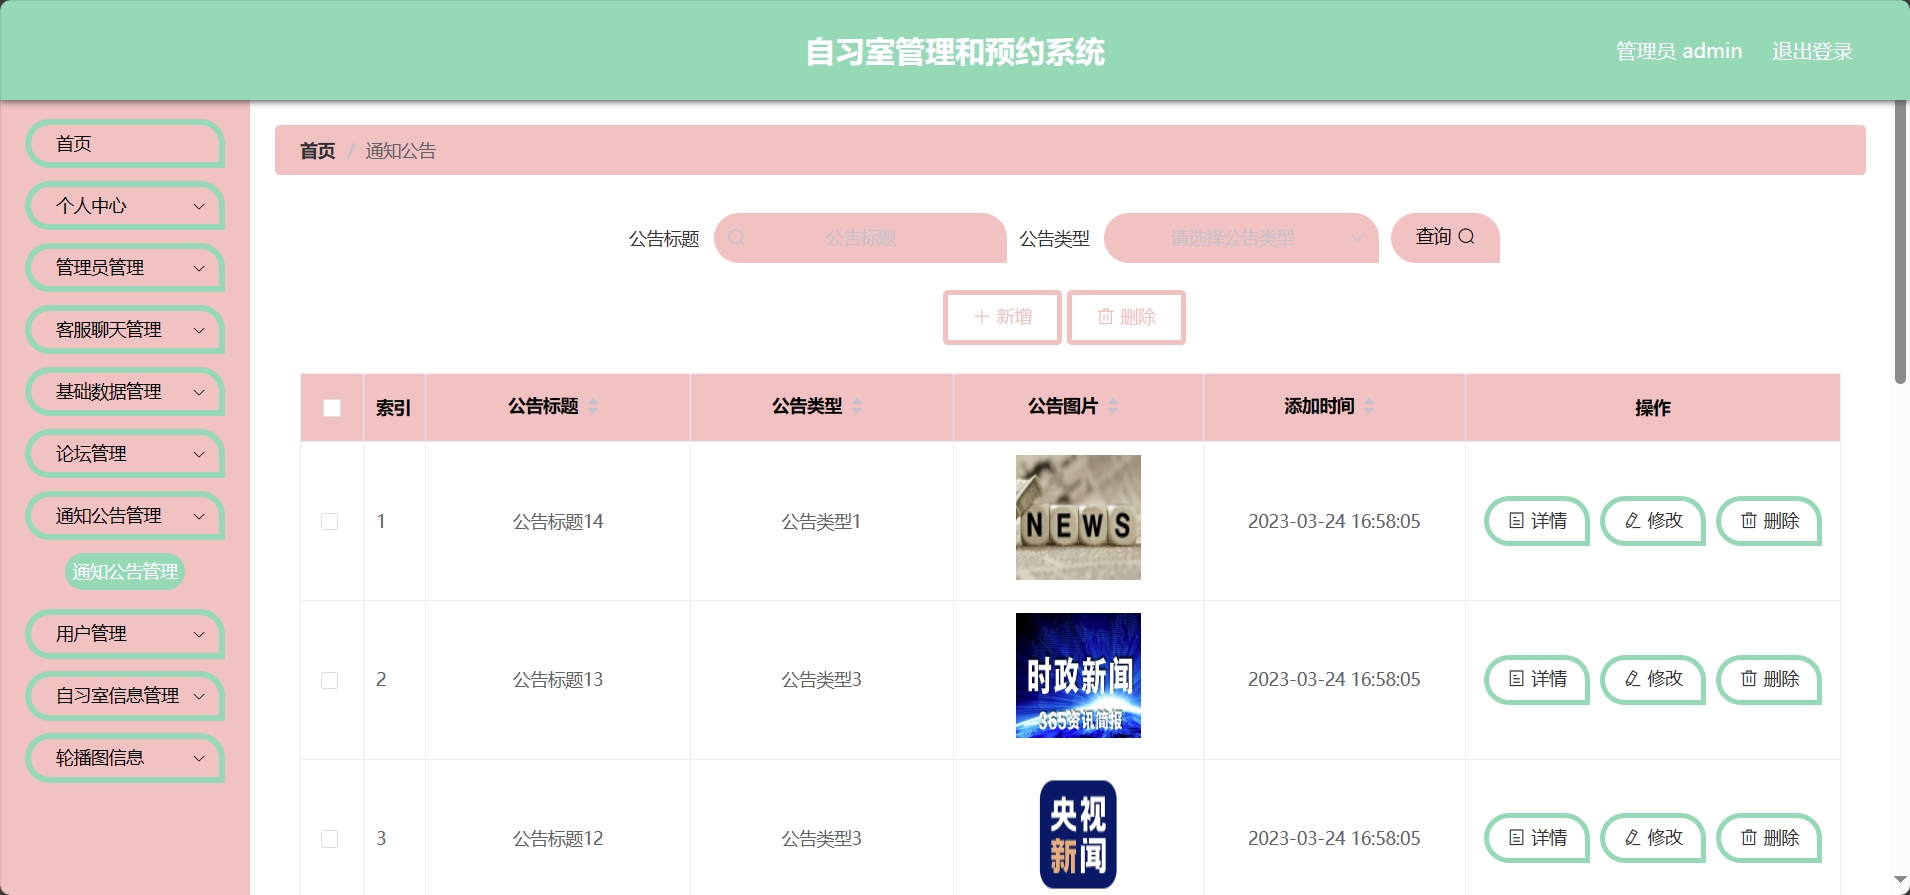 自习室管理和预约系统
管理员 admin
退出登录
首页
个人中心
管理员管理
客服聊天管理
基础数据管理
论坛管理
通知公告管理
通知公告管理
用户管理
自习室信息管理
轮播图信息
首页 / 通知公告
公告标题 公告标题 公告类型 请选择公告类型 查询
新增 删除
索引 公告标题 公告类型 公告图片 添加时间 操作
NEWS
1 公告标题14 公告类型1 2023-03-24 16:58:05 详情 修改 删除
时政新闻
365资讯简报
2 公告标题13 公告类型3 2023-03-24 16:58:05 详情 修改 删除
央视
新闻
3 公告标题12 公告类型3 2023-03-24 16:58:05 详情 修改 删除